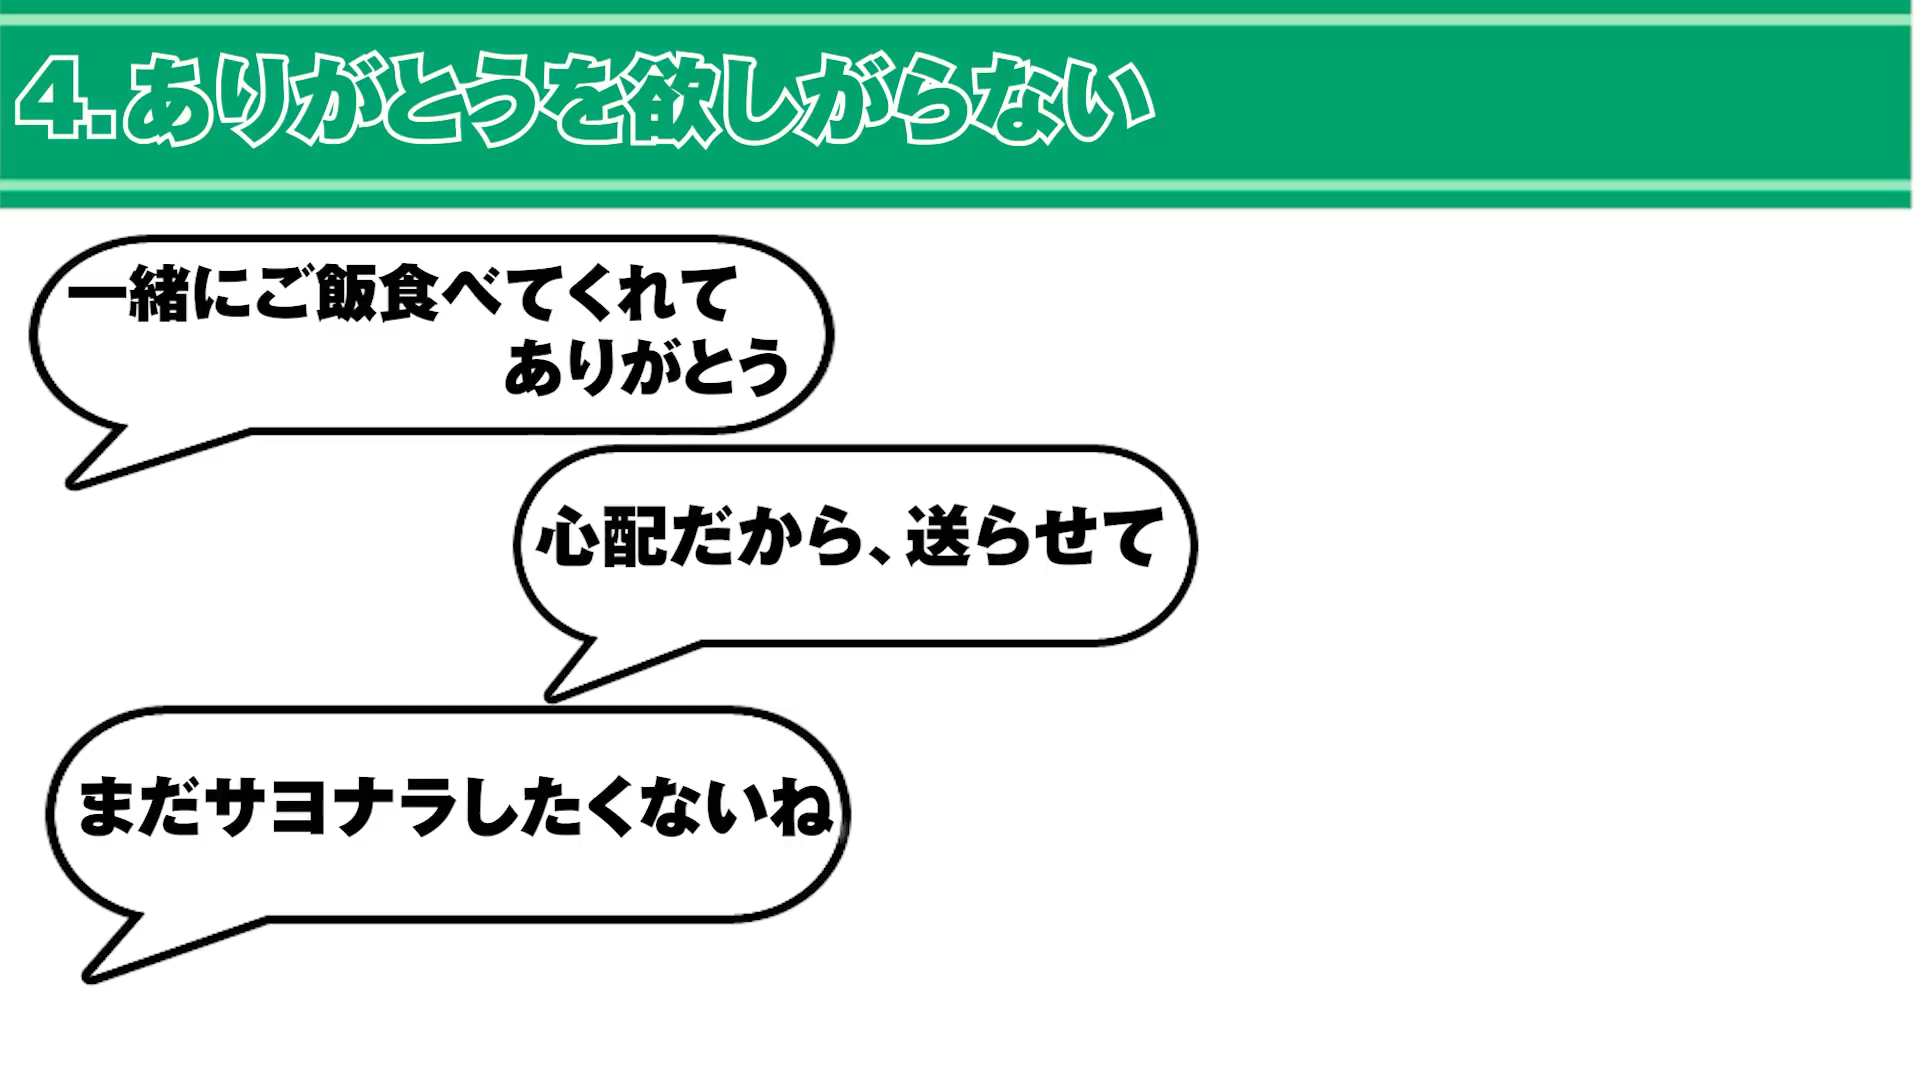 4.ありがとうを欲しがらない
一緒にご飯食べてくれて
ありがとう
心配だから、送らせて
まだサヨナラしたくないね